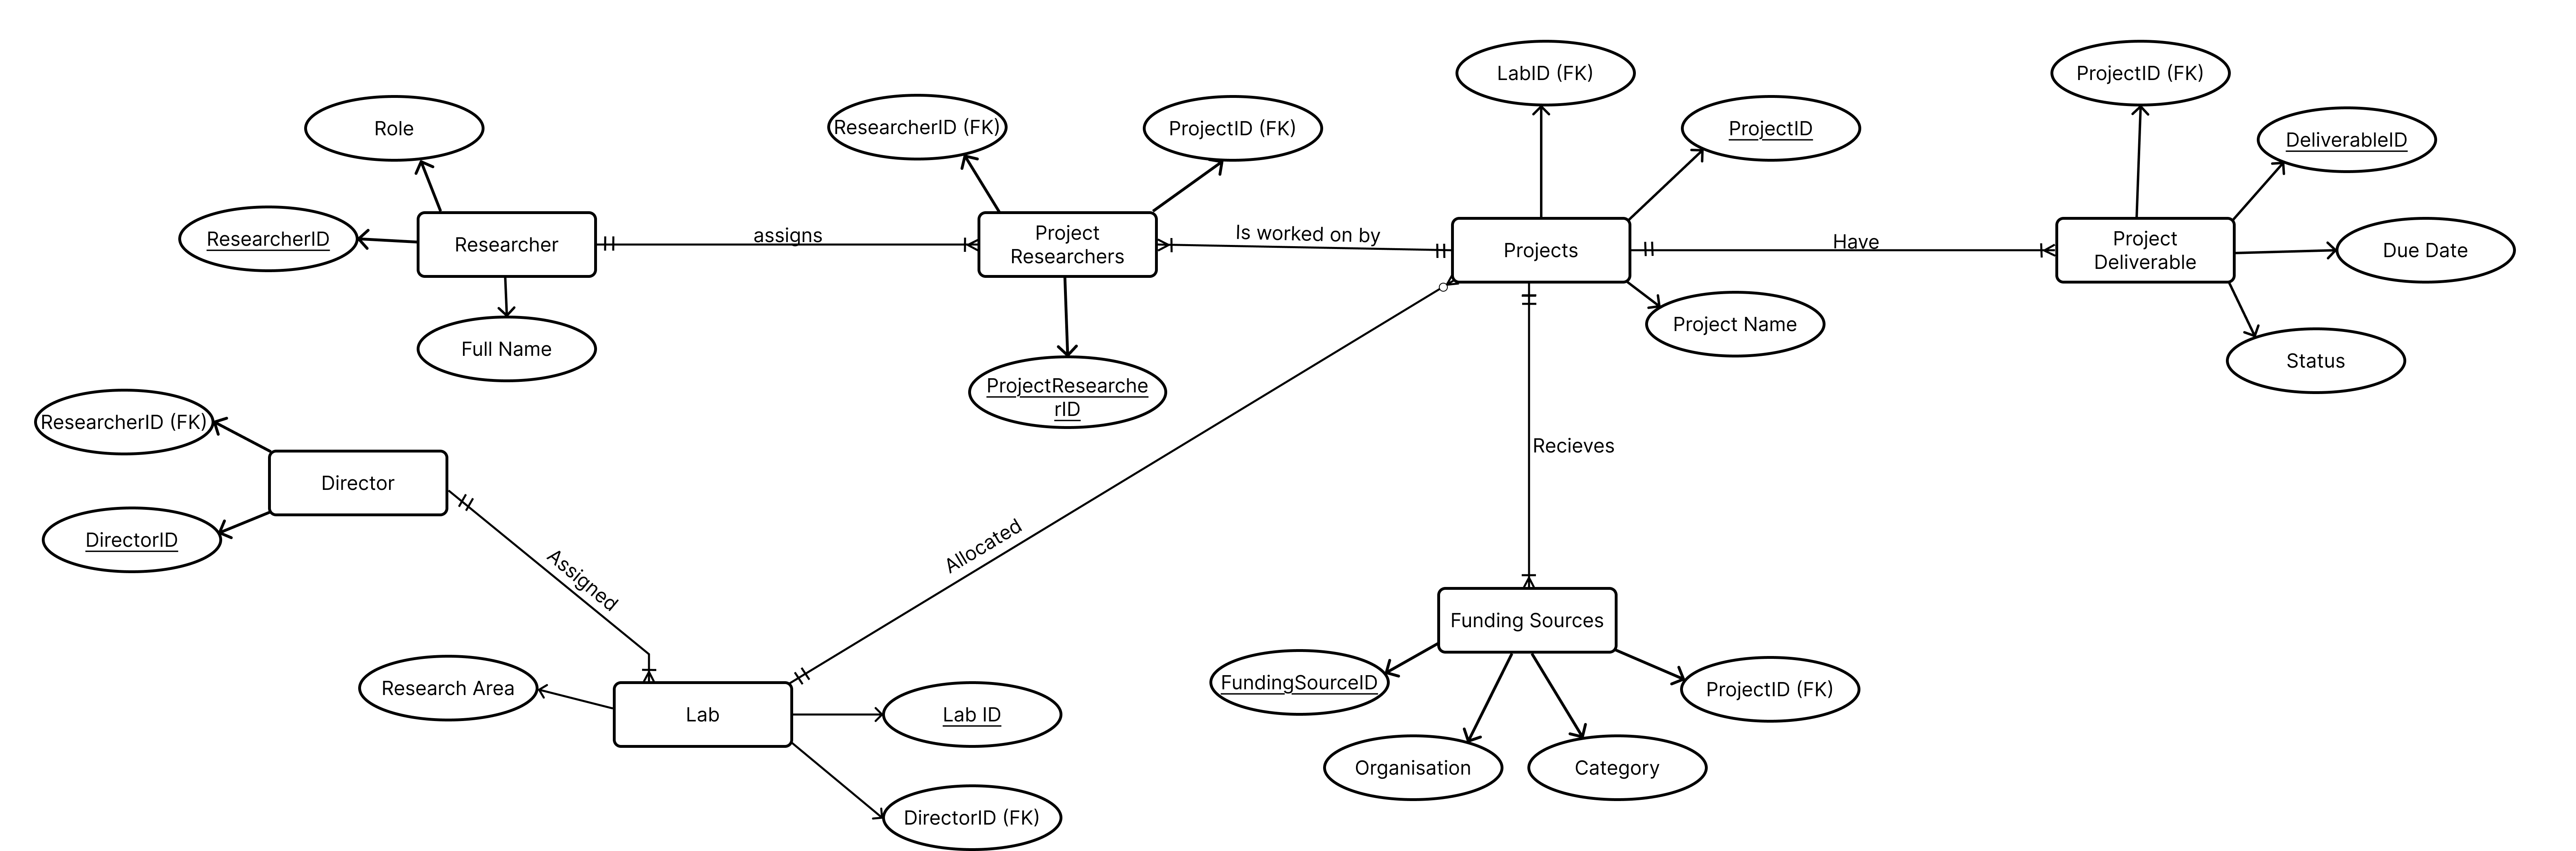 LabID (FK)
ProjectID (FK)
Role
ResearcherID (FK)
ProjectID (FK)
ProjectID
DeliverableID
ResearcherID
Researcher
assigns
Project
Researchers
Is worked on by
Projects
Have
Project
Deliverable
Due Date
Full Name
Project Name
Status
ProjectResearche
rID
ResearcherID (FK)
Director
DirectorID
Assigned
Allocated
Recieves
Funding Sources
Research Area
Lab
Lab ID
DirectorID (FK)
FundingSourceID
ProjectID (FK)
Organisation
Category